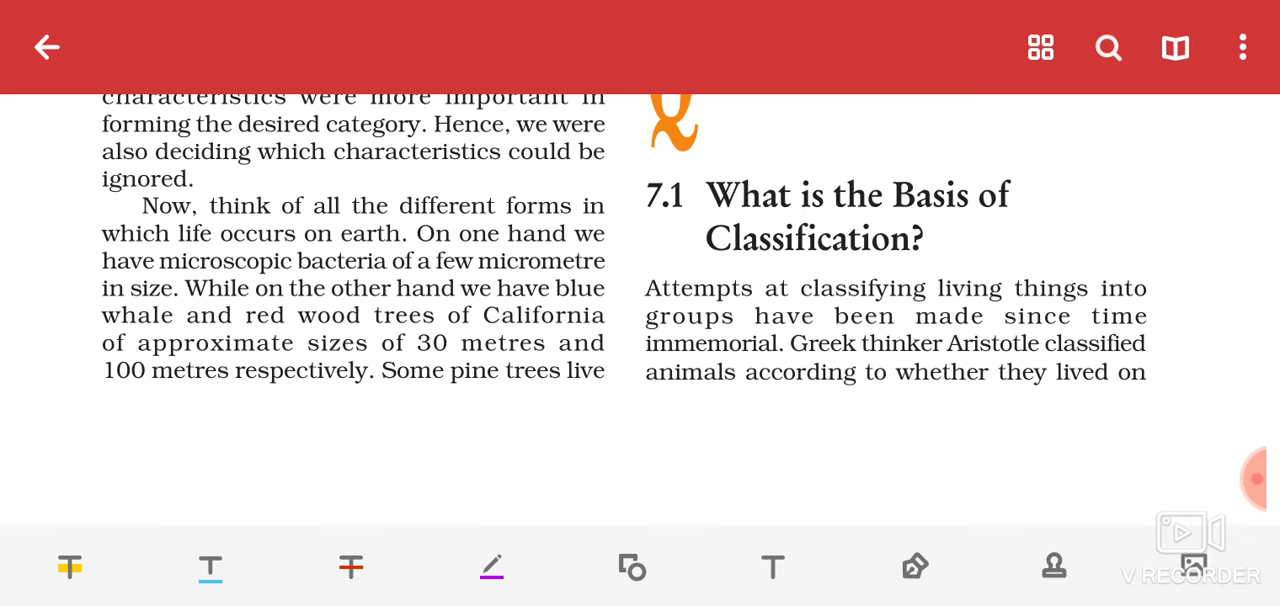 characteristics were more important in
forming the desired category. Hence, we were
also deciding which characteristics could be
ignored.
Now, think of all the different forms in
which life occurs on earth. On one hand we
have microscopic bacteria of a few micrometre
in size. While on the other hand we have blue
whale and red wood trees of California
of approximate sizes of 30 metres and
100 metres respectively. Some pine trees live
Q
7.1 What is the Basis of
Classification?
Attempts at classifying living things into
groups have been made since time
immemorial. Greek thinker Aristotle classified
animals according to whether they lived on
T T T T
V RECORDER